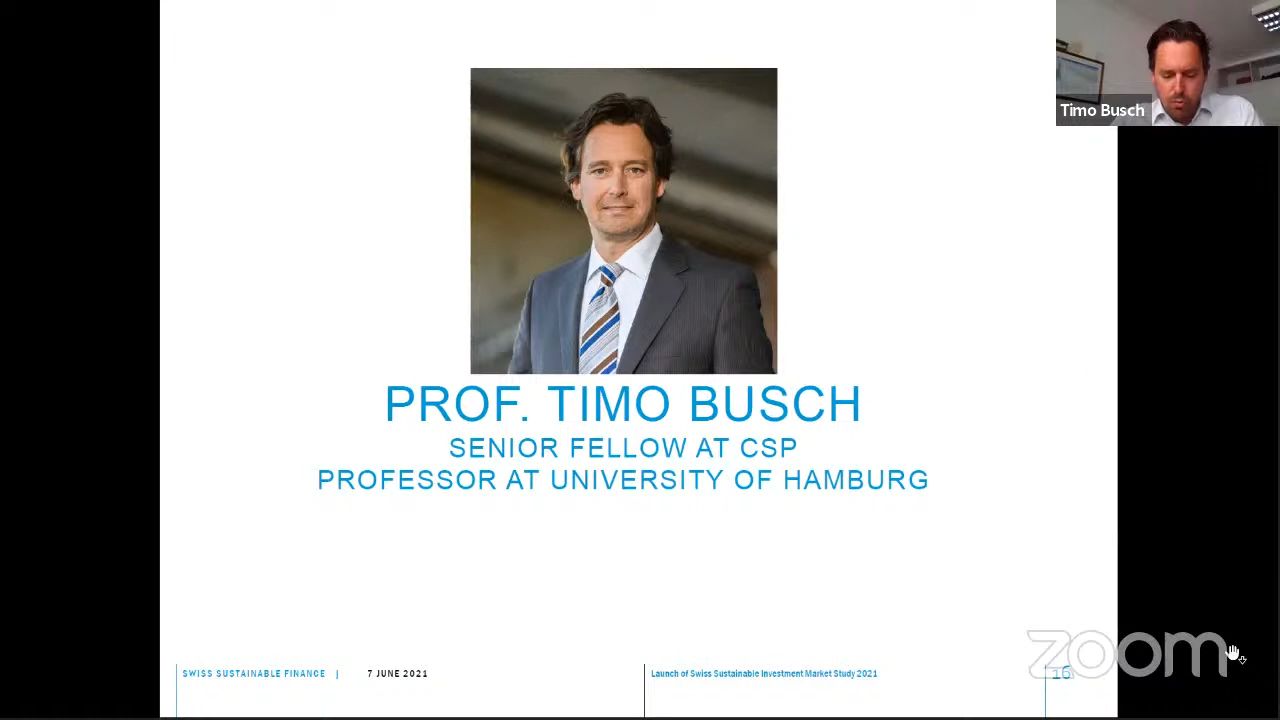 Timo Busch
PROF. TIMO BUSCH
SENIOR FELLOW AT CSP
PROFESSOR AT UNIVERSITY OF HAMBURG
SWISS SUSTAINABLE FINANCE |
7 JUNE 2021
Launch of Swiss Sustainable Investment Market Study 2021
16
zoom